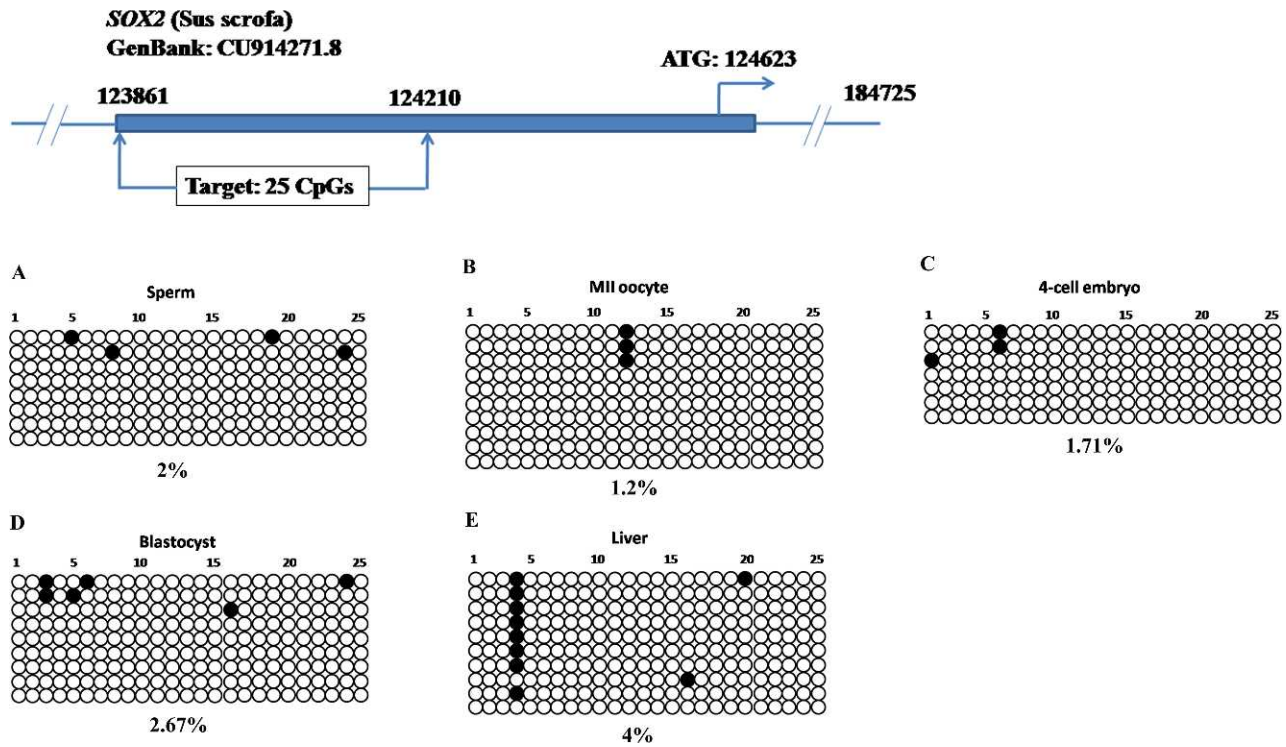 SOX2 (Sus scrofa)
GenBank: CU914271.8
ATG: 124623
123861
124210
184725
Target: 25 CpGs
A
Sperm
1 5 10 15 20 25
2%
B
MII oocyte
1 5 10 15 20 25
1.2%
C
4-cell embryo
1 5 10 15 20 25
1.71%
D
Blastocyst
1 5 10 15 20 25
2.67%
E
Liver
1 5 10 15 20 25
4%